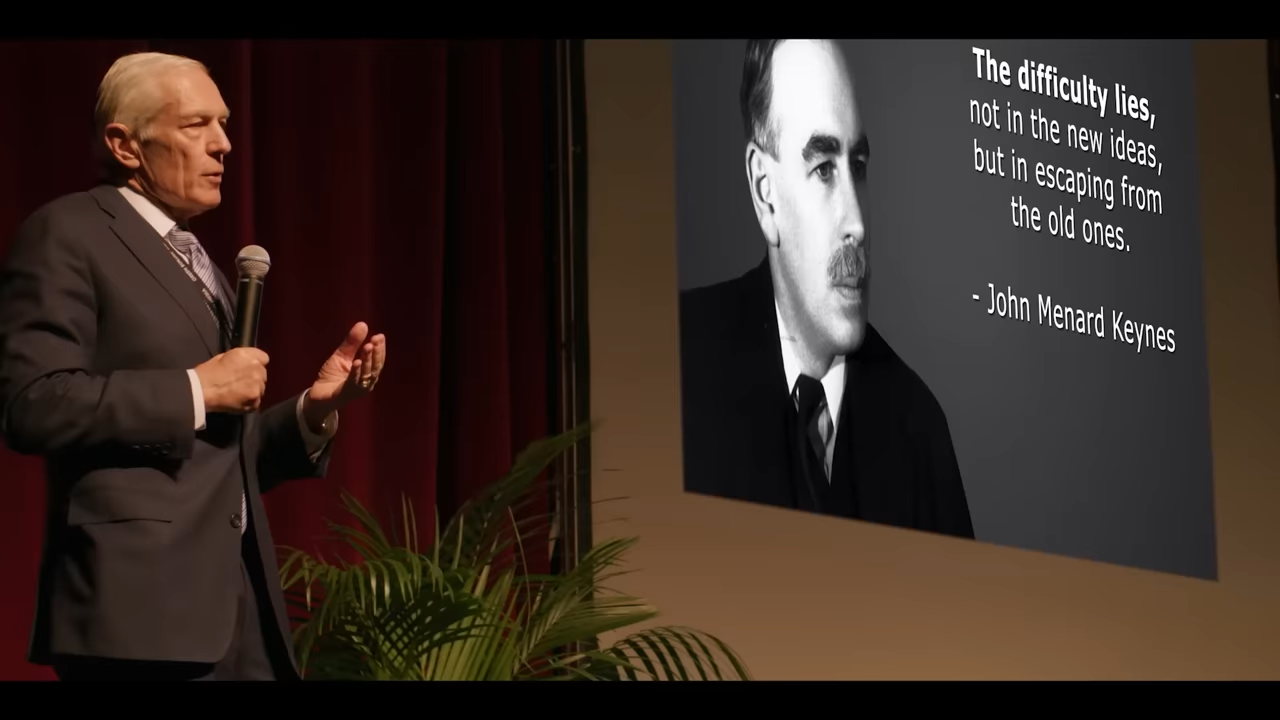 The difficulty lies,
not in the new ideas,
but in escaping from
the old ones.
- John Menard Keynes